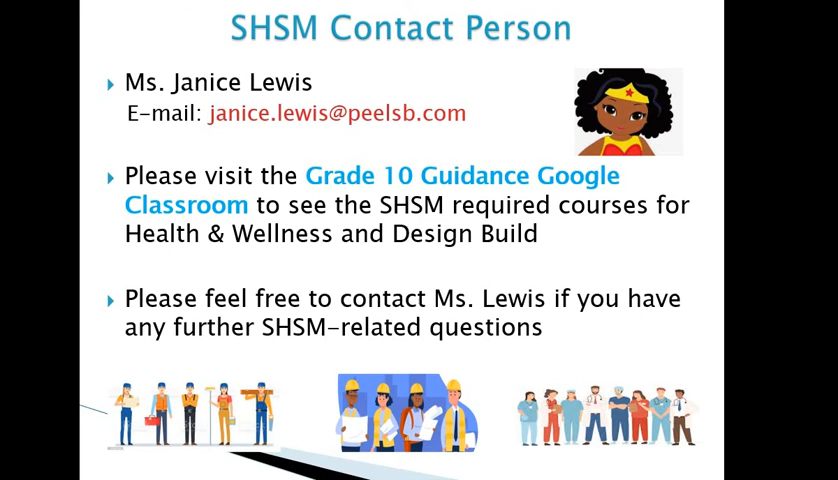 SHSM Contact Person
Ms. Janice Lewis
E-mail: janice.lewis@peelsb.com
Please visit the Grade 10 Guidance Google
Classroom to see the SHSM required courses for
Health & Wellness and Design Build
Please feel free to contact Ms. Lewis if you have
any further SHSM-related questions